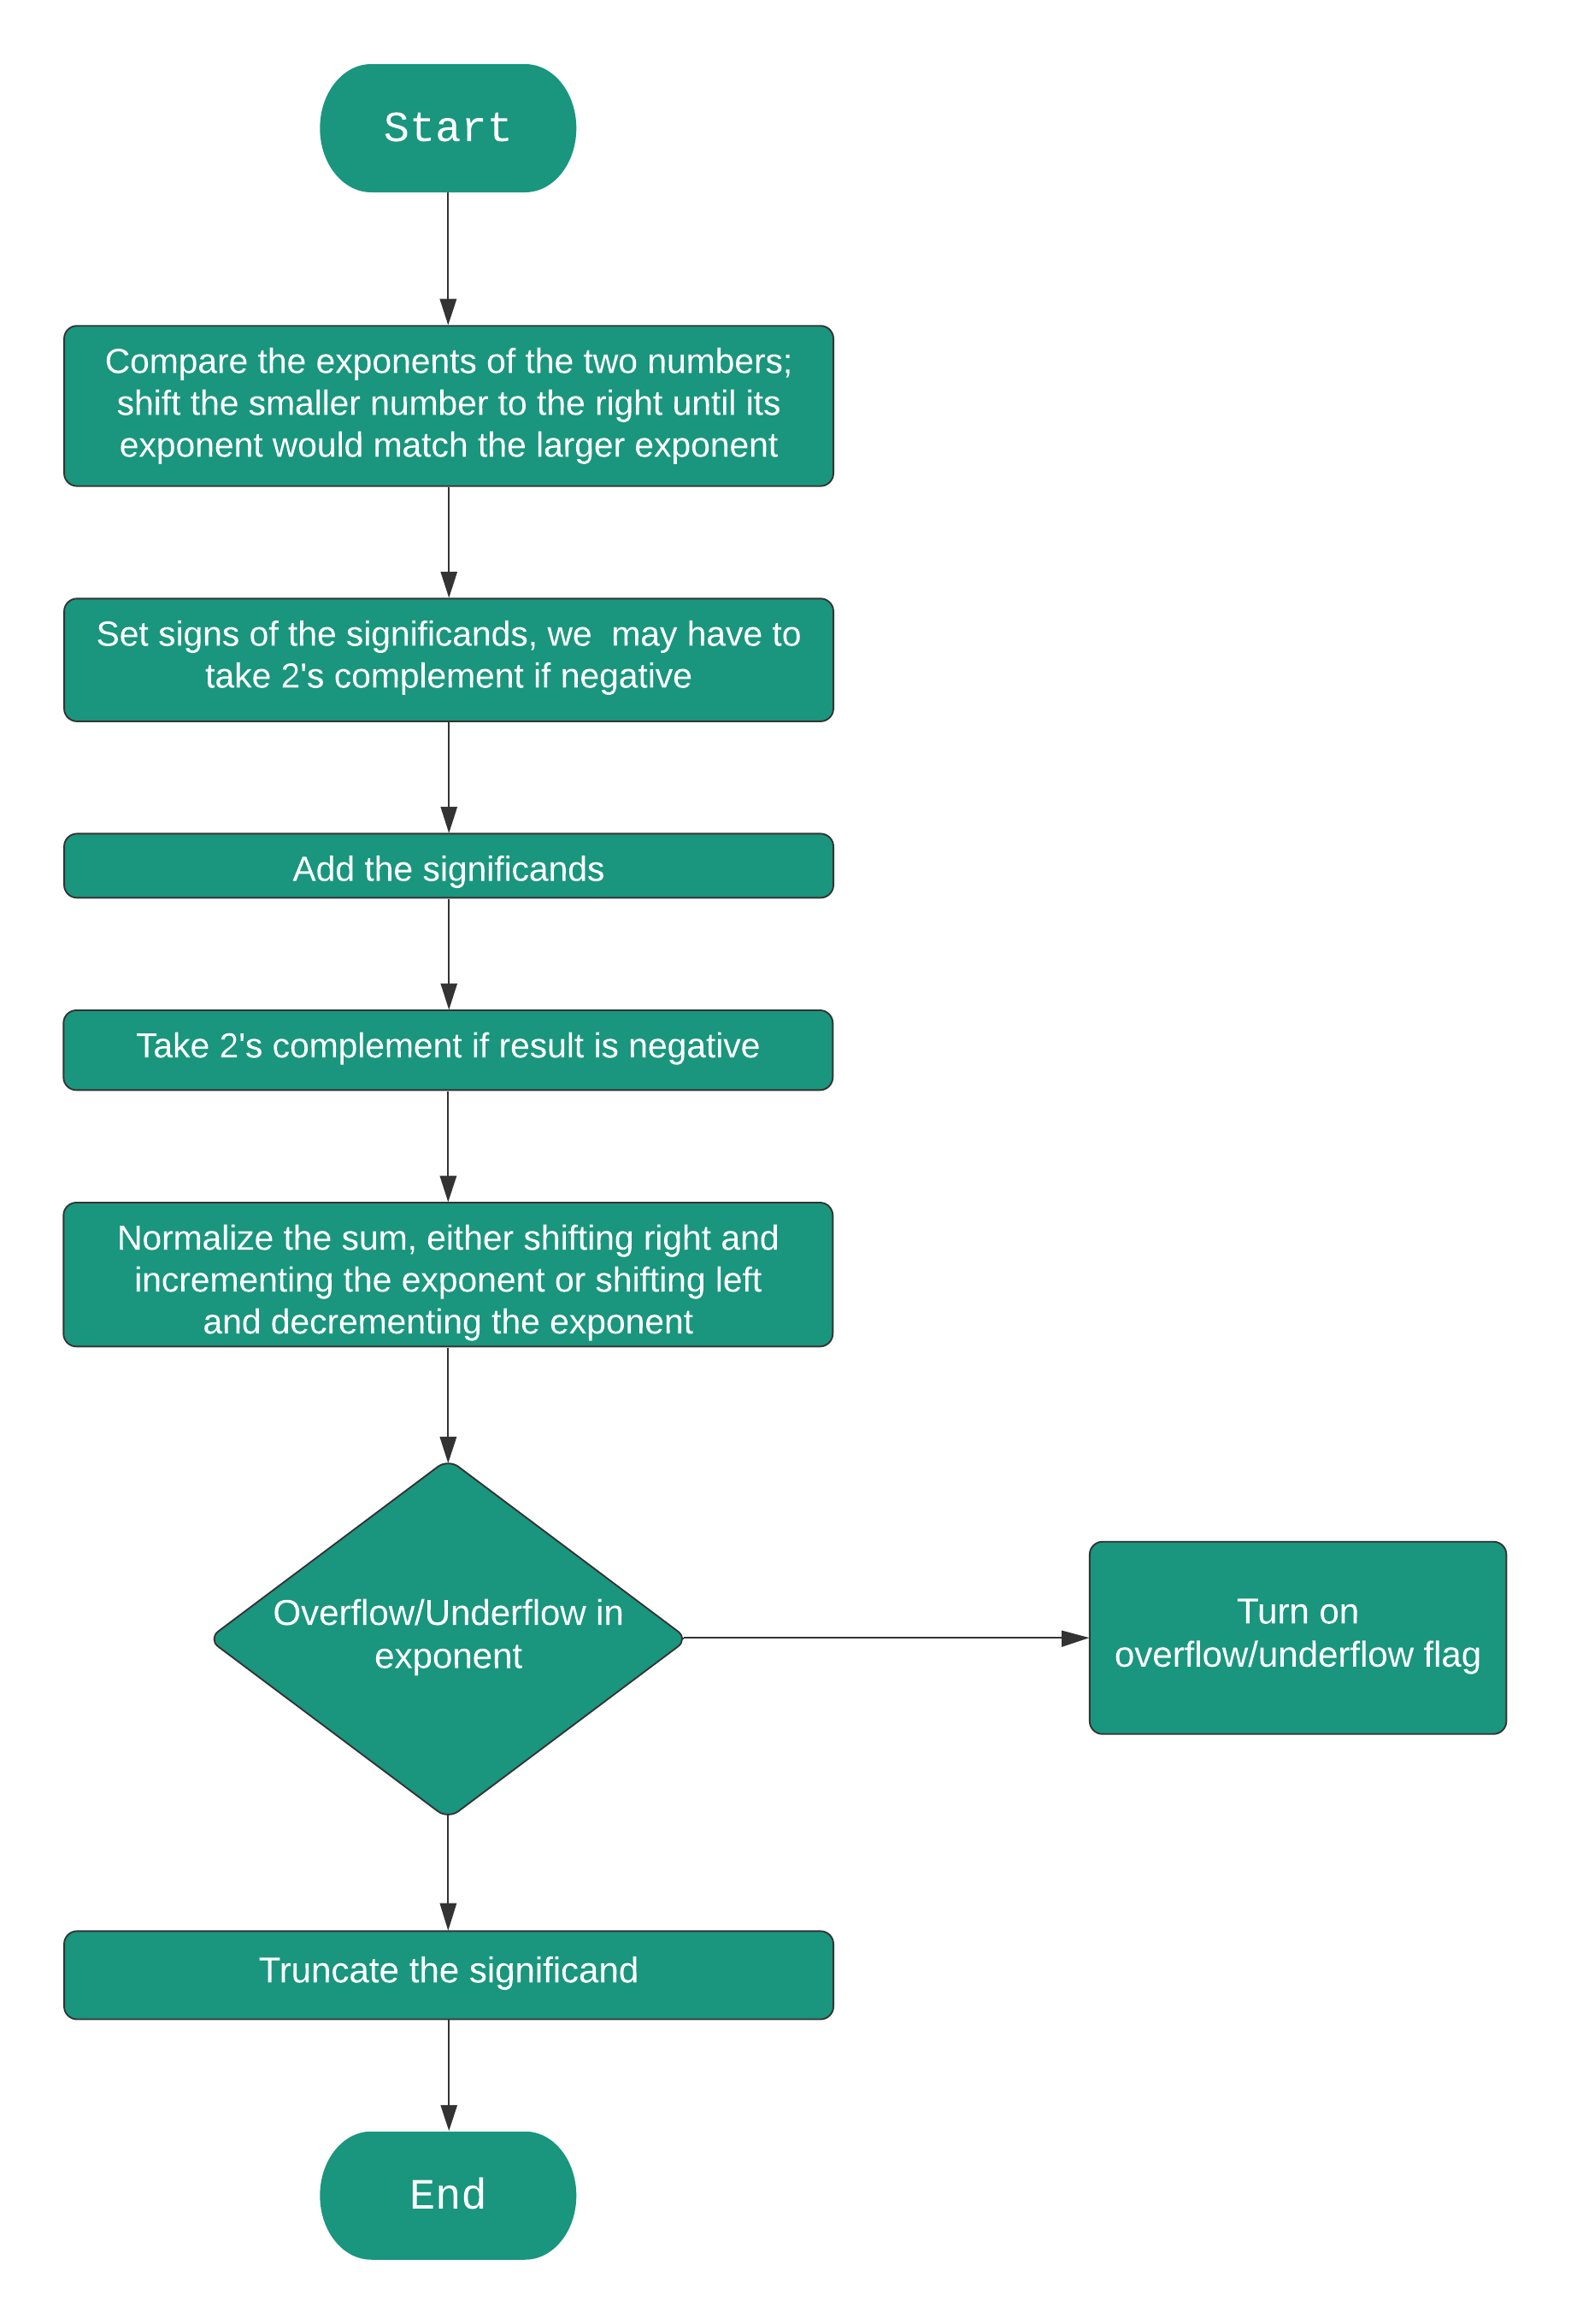 Start
Compare the exponents of the two numbers;
shift the smaller number to the right until its
exponent would match the larger exponent
Set signs of the significands, we  may have to
take 2's complement if negative
Add the significands
Take 2's complement if result is negative
Normalize the sum, either shifting right and
incrementing the exponent or shifting left
and decrementing the exponent
Overflow/Underflow in
exponent
Turn on
overflow/underflow flag
Truncate the significand
End